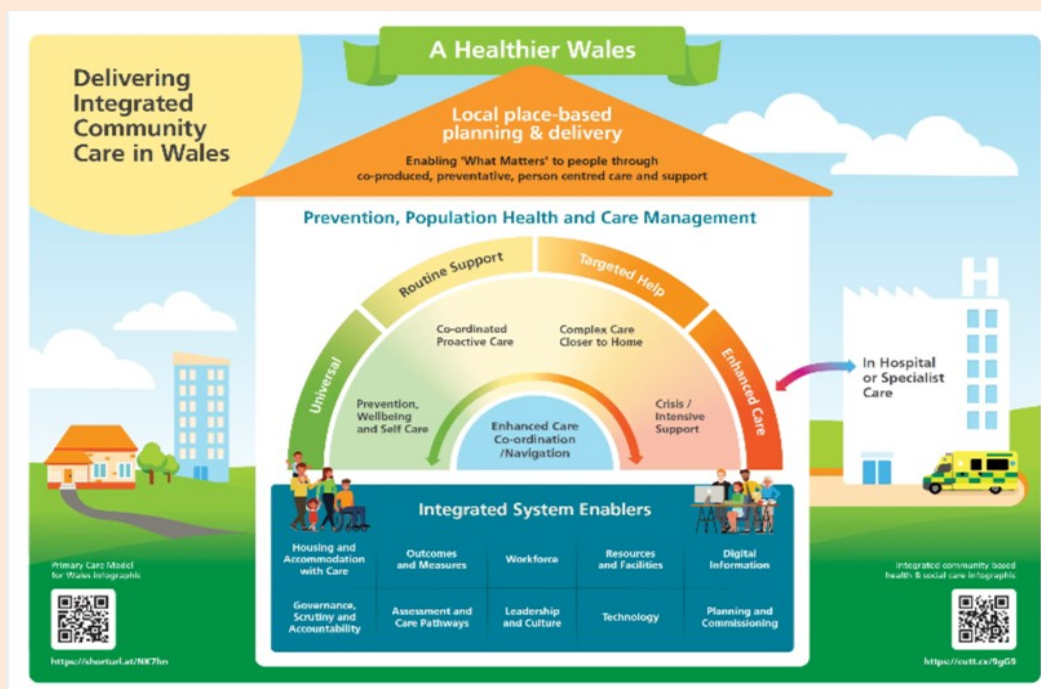 A Healthier Wales
Delivering
Integrated
Community
Care in Wales
Local place-based
planning & delivery
Enabling 'What Matters' to people through
co-produced, preventative, person centred care and support
Prevention, Population Health and Care Management
Universal
Routine Support
Targeted Help
Enhanced Care
Co-ordinated
Proactive Care
Complex Care
Closer to Home
Prevention,
Wellbeing
and Self Care
Enhanced Care
Co-ordination
/Navigation
Crisis /
Intensive
Support
H
In Hospital
or Specialist
Care
Integrated System Enablers
Housing and
Accommodation
with Care
Outcomes
and Measures
Workforce
Resources
and Facilities
Digital
Information
Governance,
Scrutiny and
Accountability
Assessment and
Care Pathways
Leadership
and Culture
Technology
Planning and
Commissioning
Primary Care Model
for Wales infographic
https://shorturl.at/NK7hn
Integrated community based
health & social care infographic
https://cutt.cx/9gG9